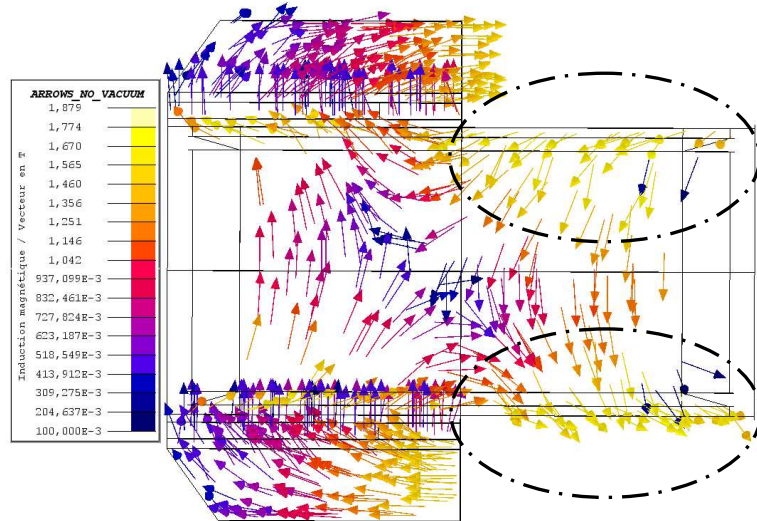 ARROWS_NO_VACUUM
Induction magnétique / Vecteur en T
1,879
1,774
1,670
1,565
1,460
1,356
1,251
1,146
1,042
937,099E-3
832,461E-3
727,824E-3
623,187E-3
518,549E-3
413,912E-3
309,275E-3
204,637E-3
100,000E-3